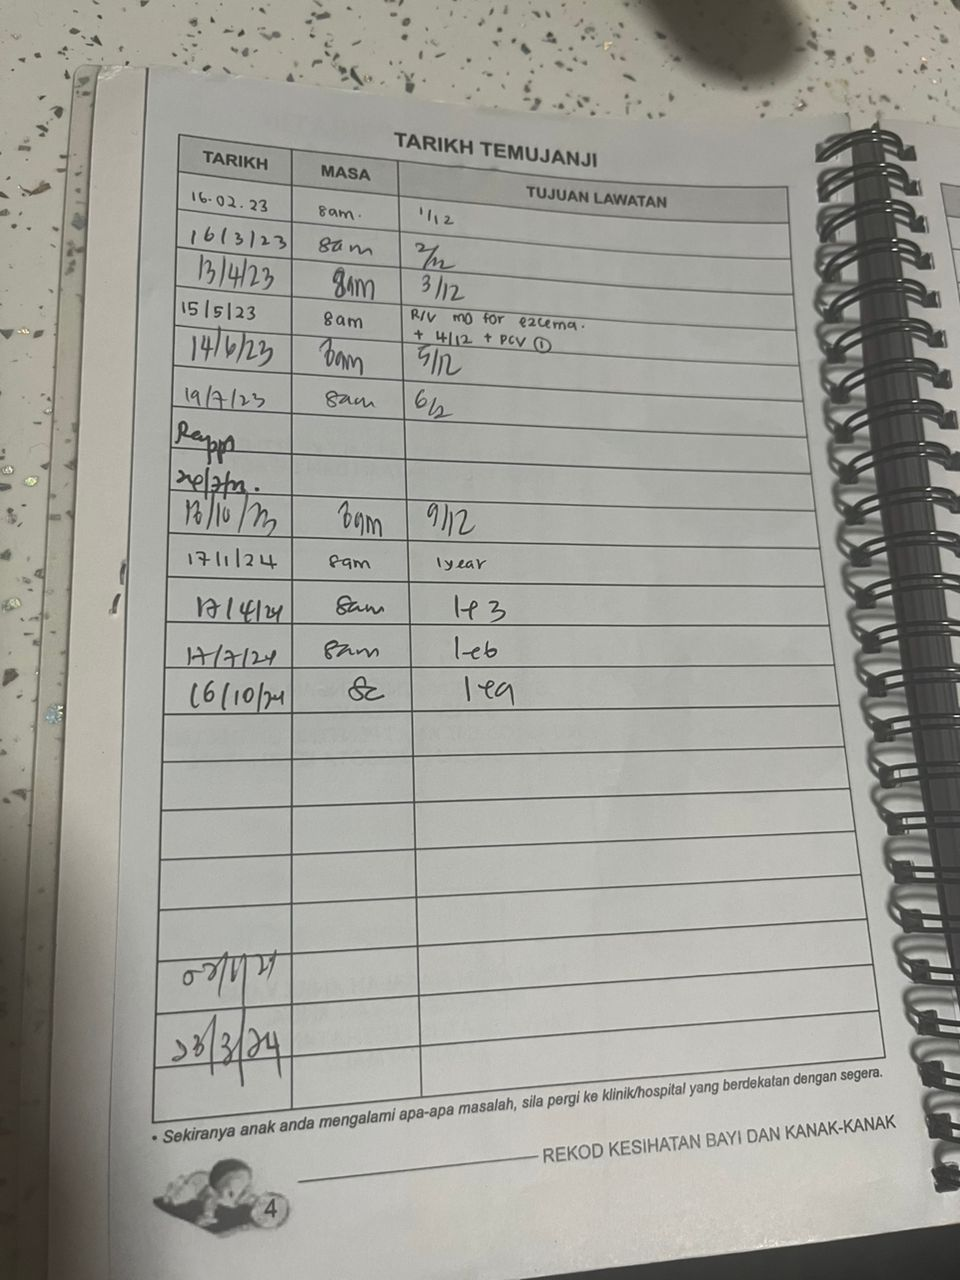 TARIKH TEMUJANJI
TARIKH MASA TUJUAN LAWATAN
16.02.23 8am. 1/12
16/3/23 8am 2/12
13/4/23 8am 3/12
15/5/23 8am R/V mo for ezcema.
+ 4/12 + PCV ①
14/6/23 8am 5/12
19/7/23 8am 6/12
/10/23 8am 9/12
17/1/24 8am 1 year
17/4/24 8am 1+3
17/7/24 8am 1+6
16/10/24 1+9
23/3/24
• Sekiranya anak anda mengalami apa-apa masalah, sila pergi ke klinik/hospital yang berdekatan dengan segera.
REKOD KESIHATAN BAYI DAN KANAK-KANAK
4